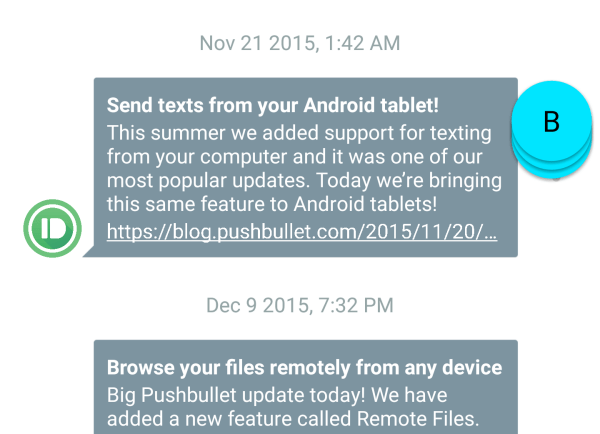 Nov 21 2015, 1:42 AM
Send texts from your Android tablet!
This summer we added support for texting
from your computer and it was one of our
most popular updates. Today we're bringing
this same feature to Android tablets!
https://blog.pushbullet.com/2015/11/20/…
B
Dec 9 2015, 7:32 PM
Browse your files remotely from any device
Big Pushbullet update today! We have
added a new feature called Remote Files.